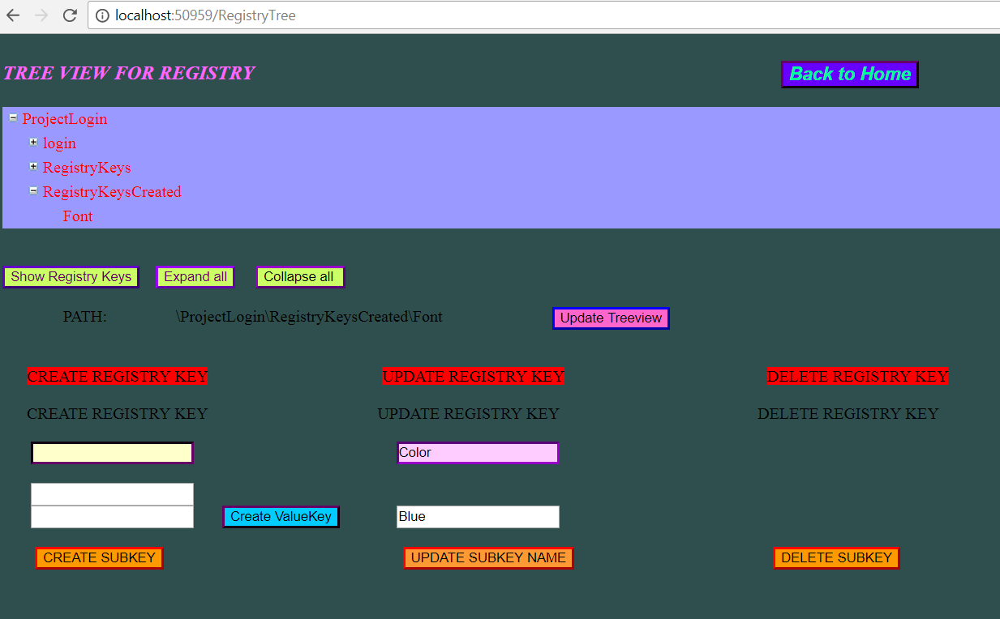 localhost:50959/RegistryTree
TREE VIEW FOR REGISTRY
Back to Home
ProjectLogin
login
RegistryKeys
RegistryKeysCreated
Font
Show Registry Keys
Expand all
Collapse all
PATH:
\ProjectLogin\RegistryKeysCreated\Font
Update Treeview
CREATE REGISTRY KEY
UPDATE REGISTRY KEY
DELETE REGISTRY KEY
CREATE REGISTRY KEY
UPDATE REGISTRY KEY
DELETE REGISTRY KEY
Color
Create ValueKey
Blue
CREATE SUBKEY
UPDATE SUBKEY NAME
DELETE SUBKEY